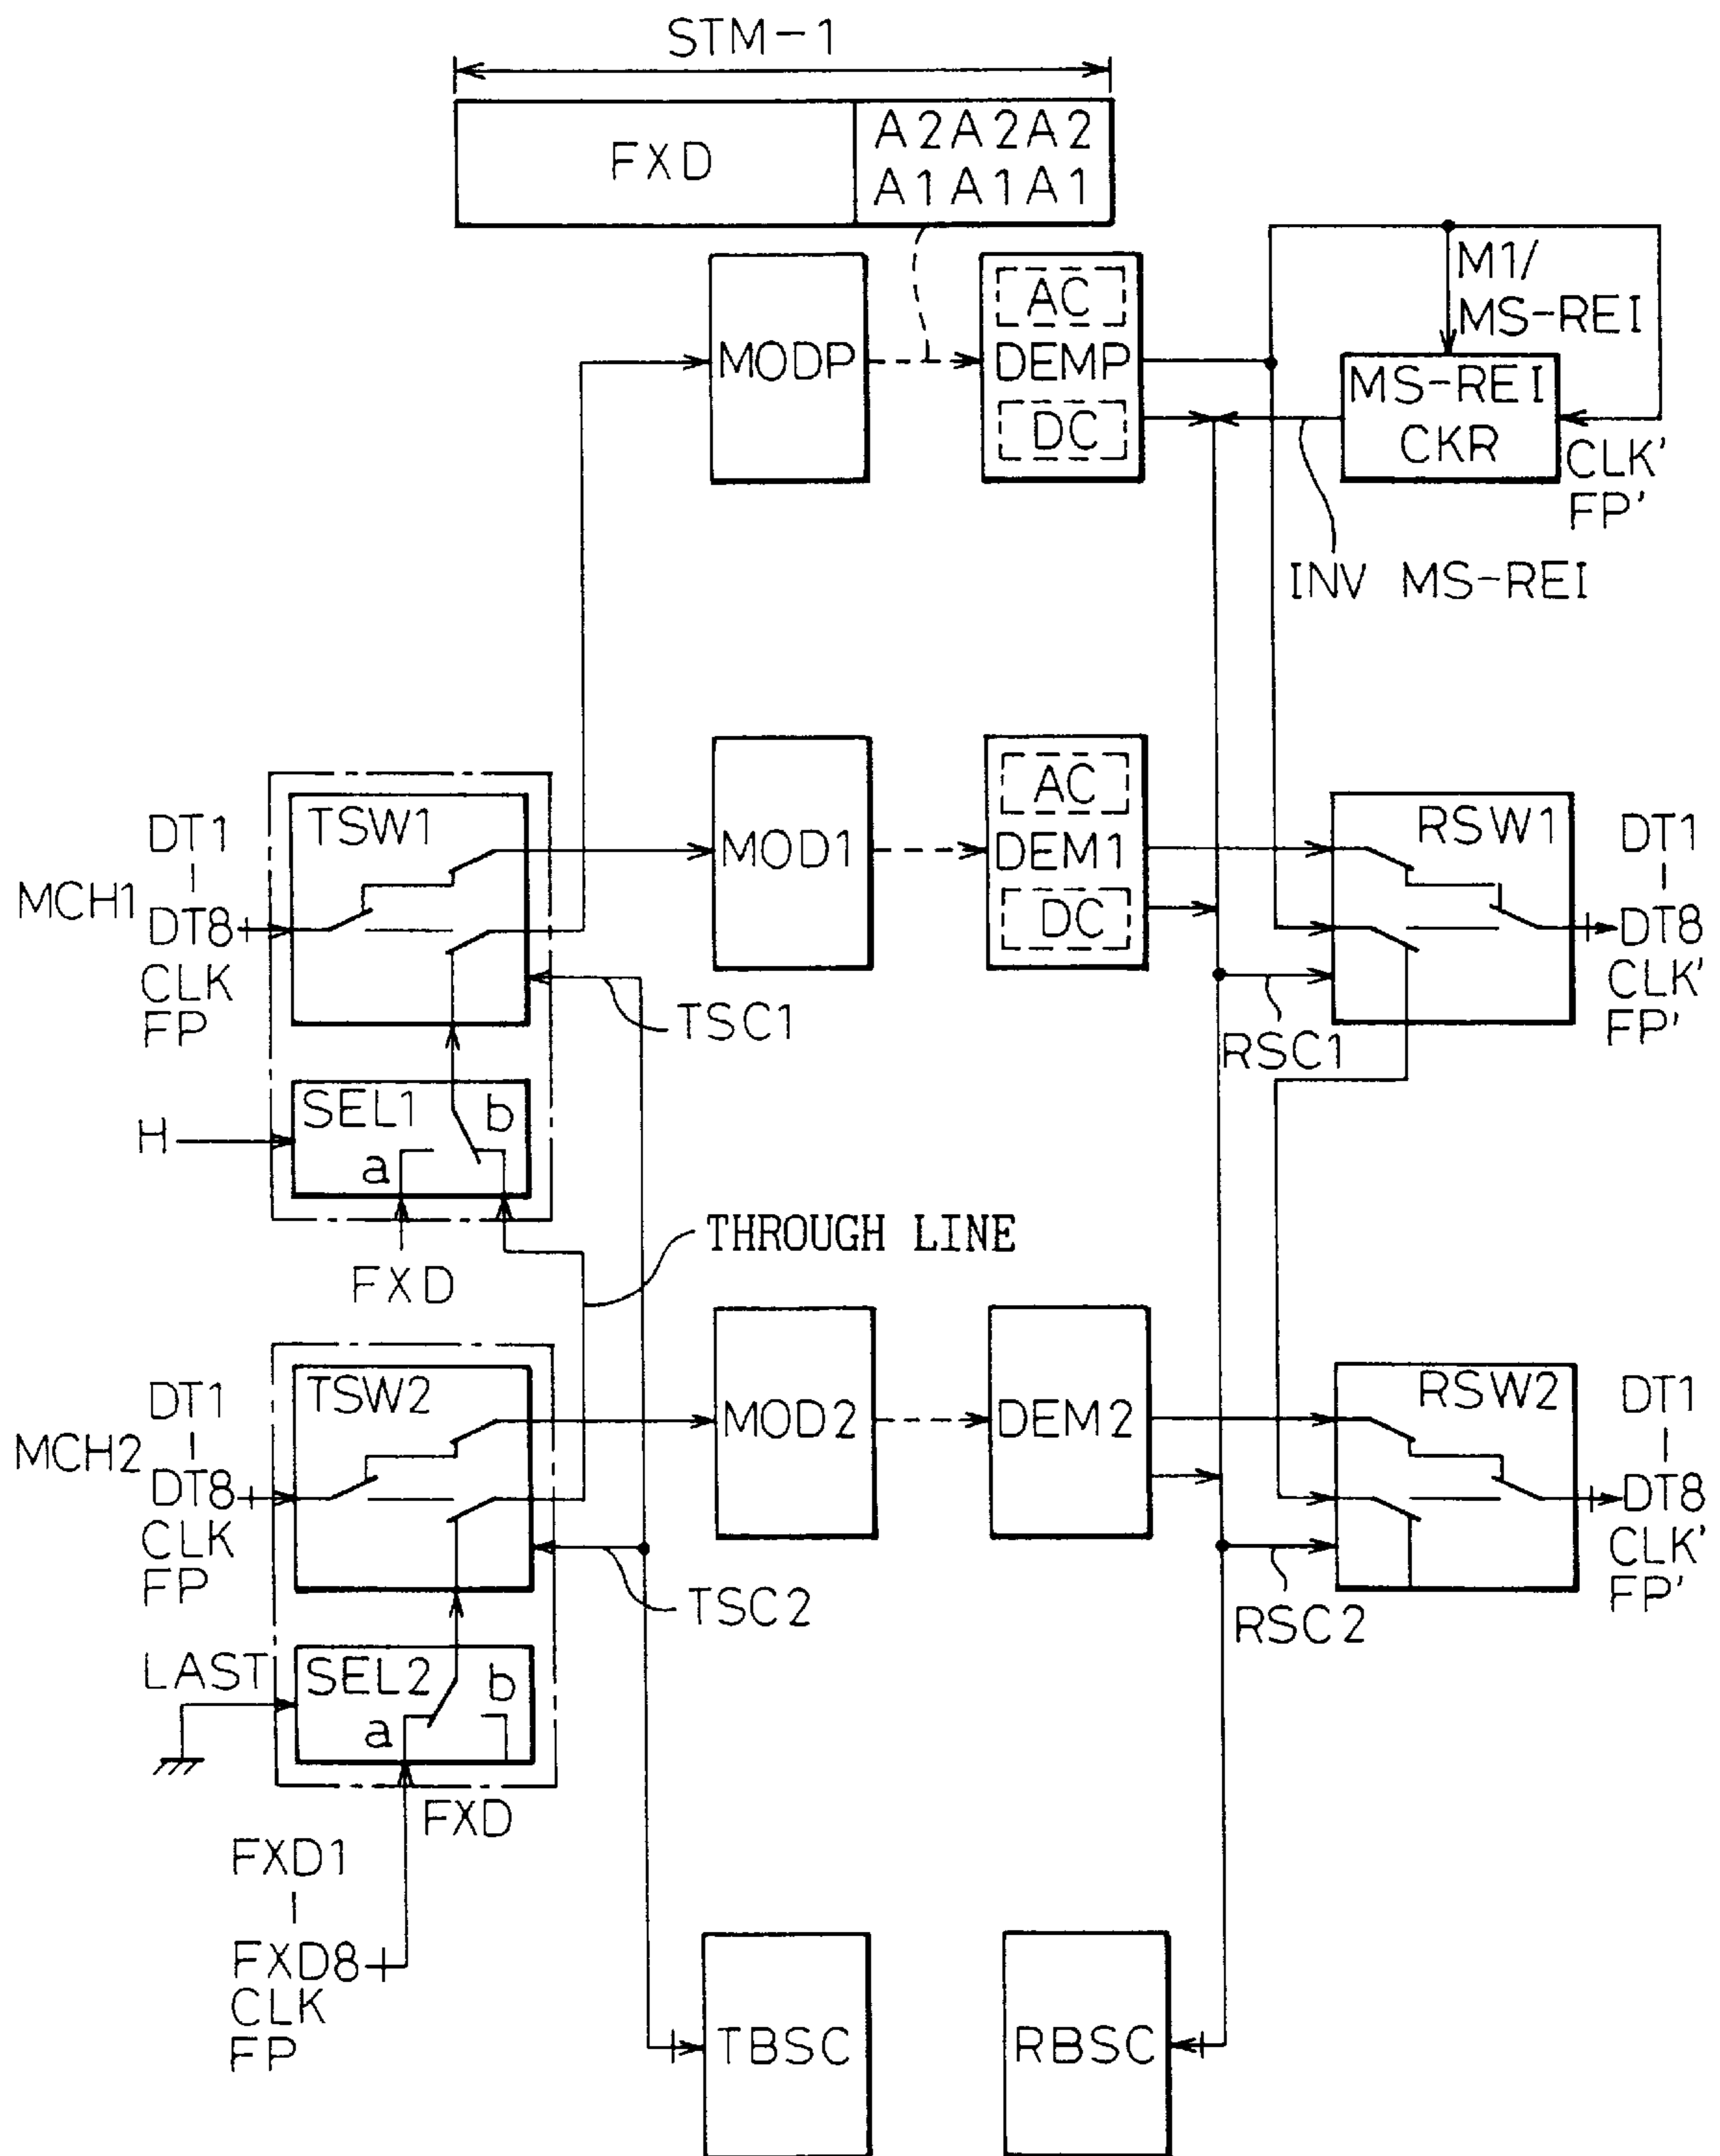 STM-1
FXD
A2A2A2
A1A1A1
M1/
MS-REI
MODP
AC
DEMP
DC
MS-REI
CKR
CLK'
FP'
INV MS-REI
MCH1
DT1
DT8
CLK
FP
TSW1
MOD1
AC
DEM1
DC
RSW1
DT1
DT8
CLK'
FP'
TSC1
RSC1
H
SEL1
a
b
FXD
THROUGH LINE
MCH2
DT1
DT8
CLK
FP
TSW2
MOD2
DEM2
RSW2
DT1
DT8
CLK'
FP'
TSC2
RSC2
LAST
SEL2
a
b
FXD
FXD1
FXD8
CLK
FP
TBSC
RBSC